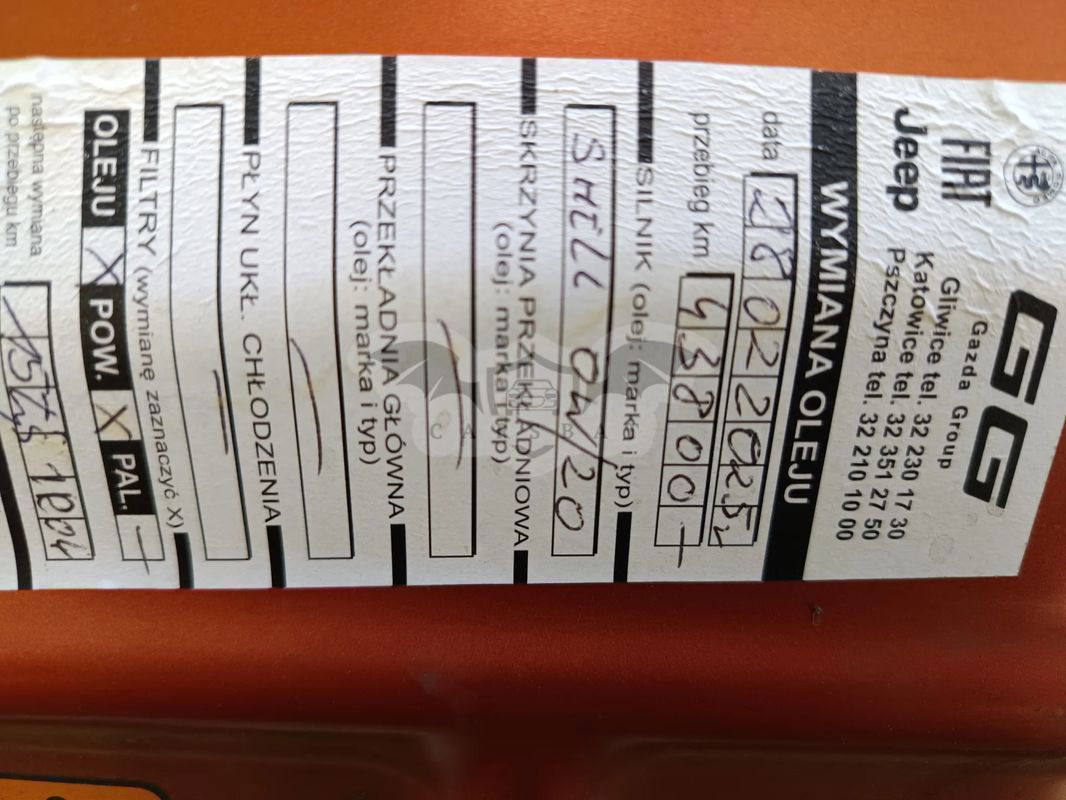 FIAT
Jeep
GG
Gazda Group
Gliwice tel. 32 230 17 30
Katowice tel. 32 351 27 50
Pszczyna tel. 32 210 10 00
WYMIANA OLEJU
data 28 02 2025r
przebieg km 43800 -
SILNIK (olej: marka i typ)
SHELL 0W/20
SKRZYNIA PRZEKŁADNIOWA
(olej: marka i typ)
PRZEKŁADNIA GŁÓWNA
(olej: marka i typ)
PŁYN UKŁ. CHŁODZENIA
FILTRY (wymianę zaznaczyć X)
OLEJU X POW. X PAL. -
następna wymiana
po przebiegu km 15tyś